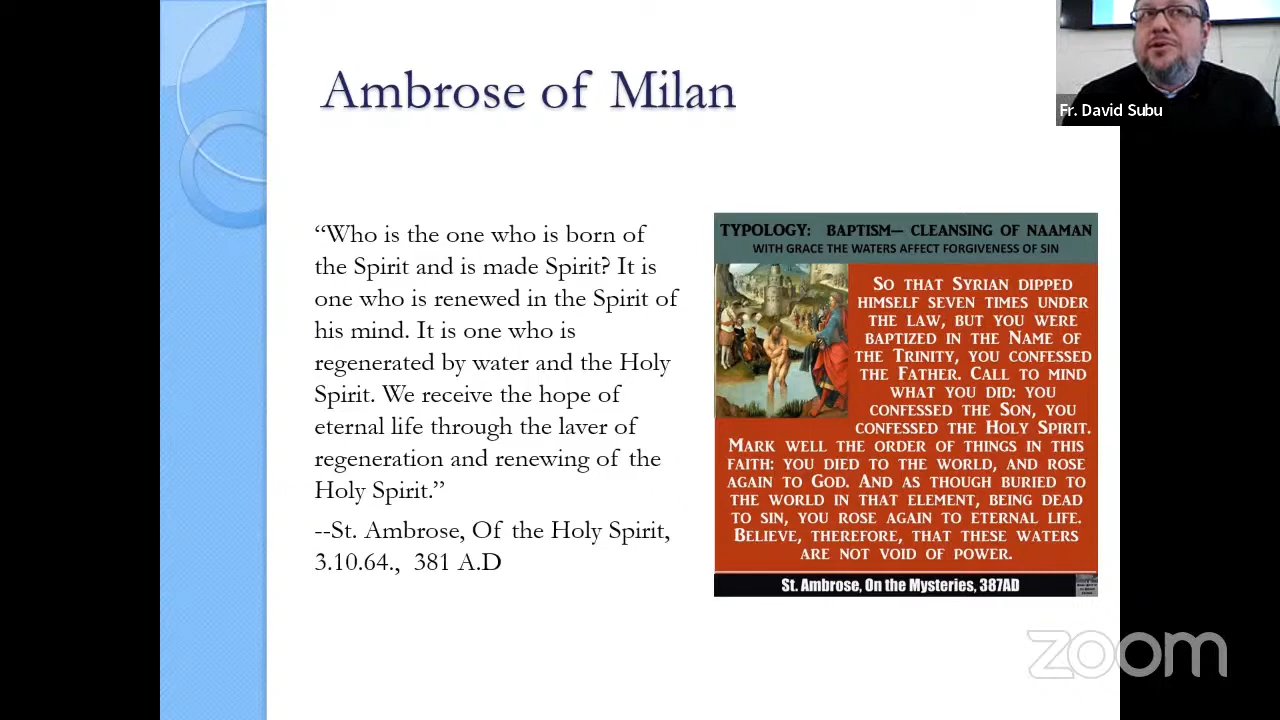 Ambrose of Milan
Fr. David Subu
“Who is the one who is born of
the Spirit and is made Spirit? It is
one who is renewed in the Spirit of
his mind. It is one who is
regenerated by water and the Holy
Spirit. We receive the hope of
eternal life through the laver of
regeneration and renewing of the
Holy Spirit.”
--St. Ambrose, Of the Holy Spirit,
3.10.64., 381 A.D
TYPOLOGY: BAPTISM— CLEANSING OF NAAMAN
WITH GRACE THE WATERS AFFECT FORGIVENESS OF SIN
SO THAT SYRIAN DIPPED
HIMSELF SEVEN TIMES UNDER
THE LAW, BUT YOU WERE
BAPTIZED IN THE NAME OF
THE TRINITY, YOU CONFESSED
THE FATHER. CALL TO MIND
WHAT YOU DID: YOU
CONFESSED THE SON, YOU
CONFESSED THE HOLY SPIRIT.
MARK WELL THE ORDER OF THINGS IN THIS
FAITH: YOU DIED TO THE WORLD, AND ROSE
AGAIN TO GOD. AND AS THOUGH BURIED TO
THE WORLD IN THAT ELEMENT, BEING DEAD
TO SIN, YOU ROSE AGAIN TO ETERNAL LIFE.
BELIEVE, THEREFORE, THAT THESE WATERS
ARE NOT VOID OF POWER.
St. Ambrose, On the Mysteries, 387AD
zoom